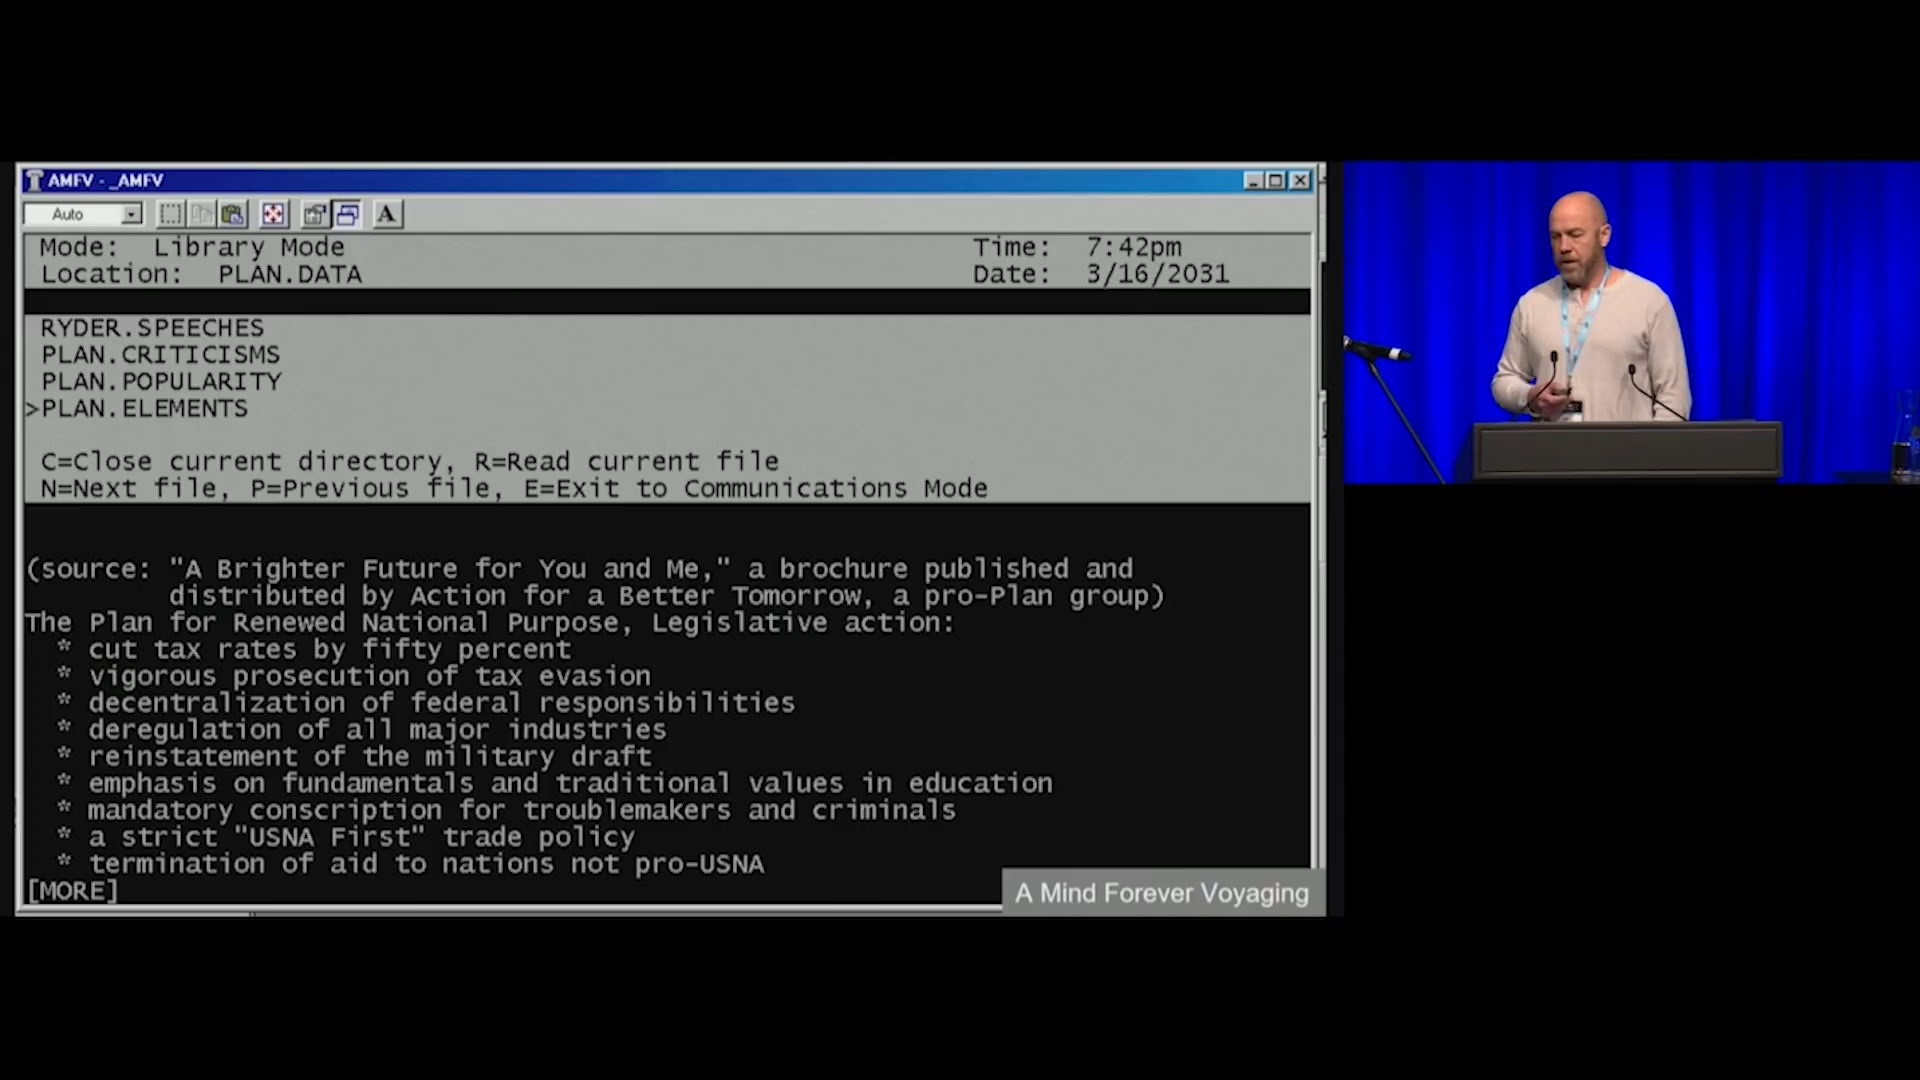 AMFV - _AMFV
Auto
A
Mode: Library Mode
Time: 7:42pm
Location: PLAN.DATA
Date: 3/16/2031
RYDER.SPEECHES
PLAN.CRITICISMS
PLAN.POPULARITY
>PLAN.ELEMENTS
C=Close current directory, R=Read current file
N=Next file, P=Previous file, E=Exit to Communications Mode
(source: "A Brighter Future for You and Me," a brochure published and
distributed by Action for a Better Tomorrow, a pro-Plan group)
The Plan for Renewed National Purpose, Legislative action:
* cut tax rates by fifty percent
* vigorous prosecution of tax evasion
* decentralization of federal responsibilities
* deregulation of all major industries
* reinstatement of the military draft
* emphasis on fundamentals and traditional values in education
* mandatory conscription for troublemakers and criminals
* a strict "USNA First" trade policy
* termination of aid to nations not pro-USNA
[MORE]
A Mind Forever Voyaging